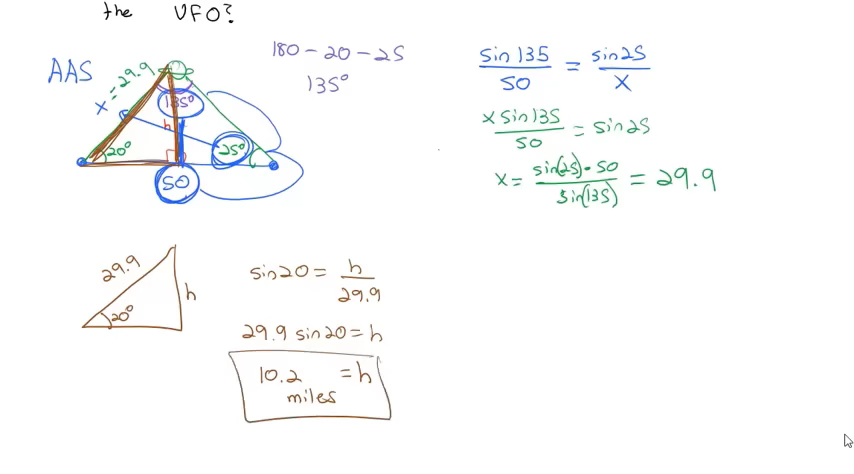 the UFO?
AAS
x = 29.9
135°
h
20°
25°
50
180 - 20 - 25
135°
sin 135 / 50 = sin 25 / x
x sin 135 / 50 = sin 25
x = sin(25) · 50 / sin(135) = 29.9
29.9
20°
h
sin 20 = h / 29.9
29.9 sin 20 = h
10.2 = h
miles